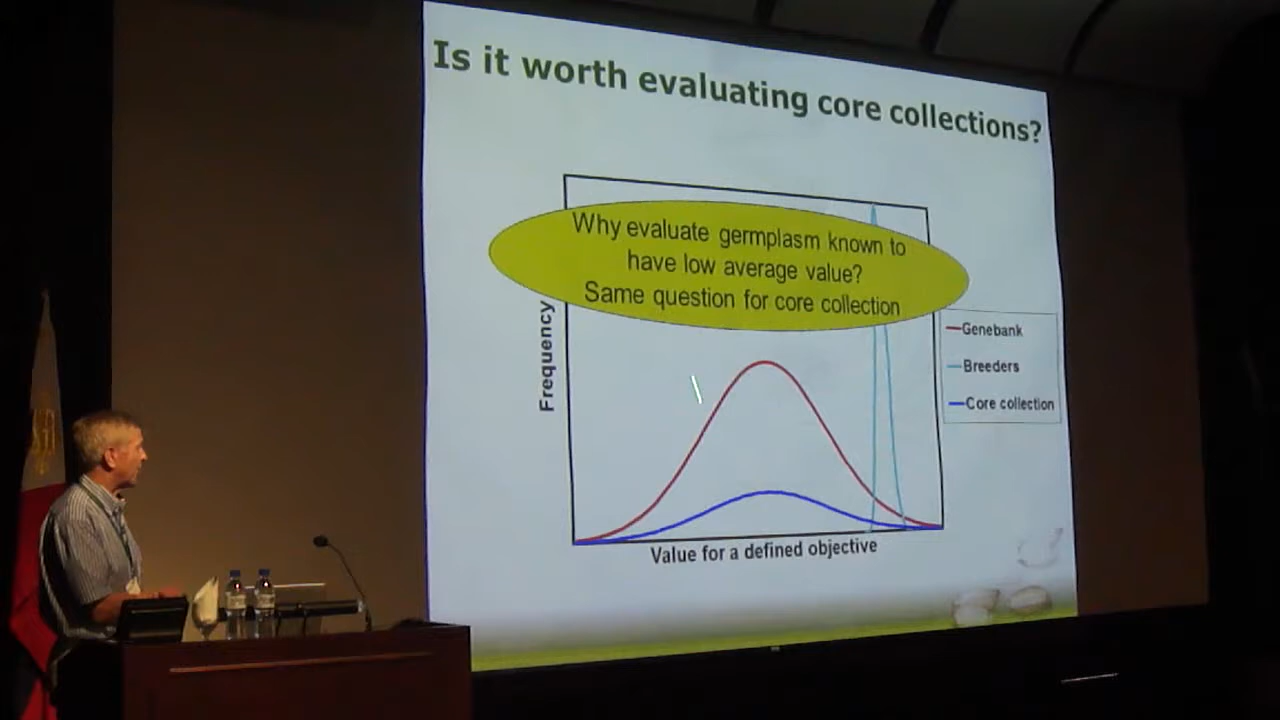 Is it worth evaluating core collections?
Why evaluate germplasm known to
have low average value?
Same question for core collection
Frequency
Genebank
Breeders
Core collection
Value for a defined objective